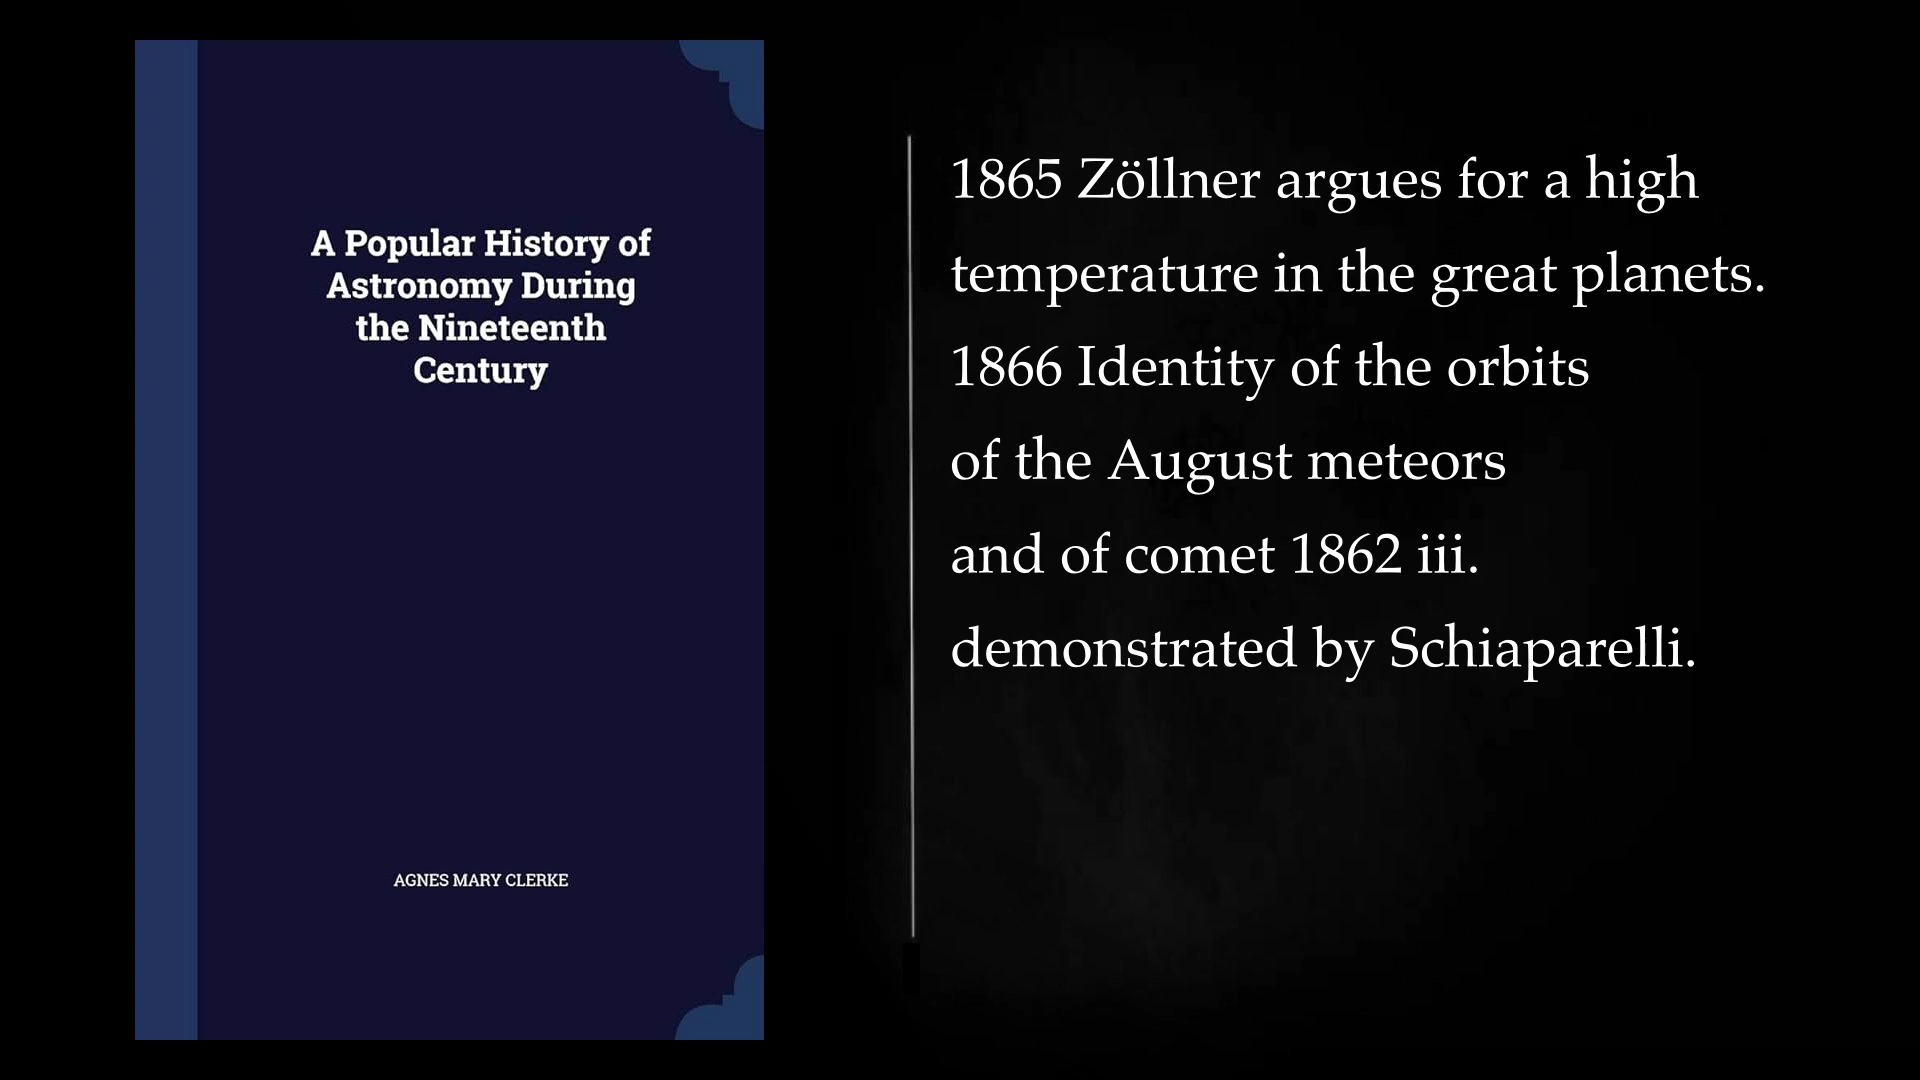 A Popular History of
Astronomy During
the Nineteenth
Century
AGNES MARY CLERKE
1865 Zöllner argues for a high
temperature in the great planets.
1866 Identity of the orbits
of the August meteors
and of comet 1862 iii.
demonstrated by Schiaparelli.